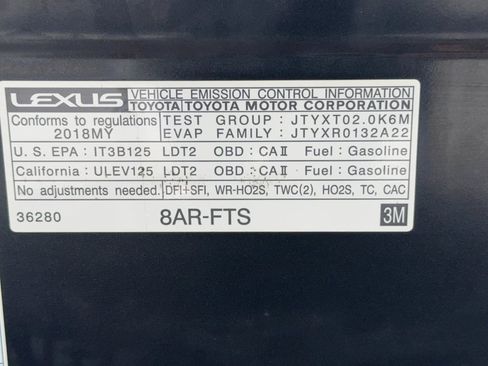 LEXUS VEHICLE EMISSION CONTROL INFORMATION
TOYOTA TOYOTA MOTOR CORPORATION
Conforms to regulations TEST GROUP : JTYXT02.0K6M
2018MY EVAP FAMILY : JTYXR0132A22
U. S. EPA : IT3B125 LDT2 OBD : CAII Fuel : Gasoline
California : ULEV125 LDT2 OBD : CAII Fuel : Gasoline
No adjustments needed. DFI+SFI, WR-HO2S, TWC(2), HO2S, TC, CAC
36280 8AR-FTS 3M